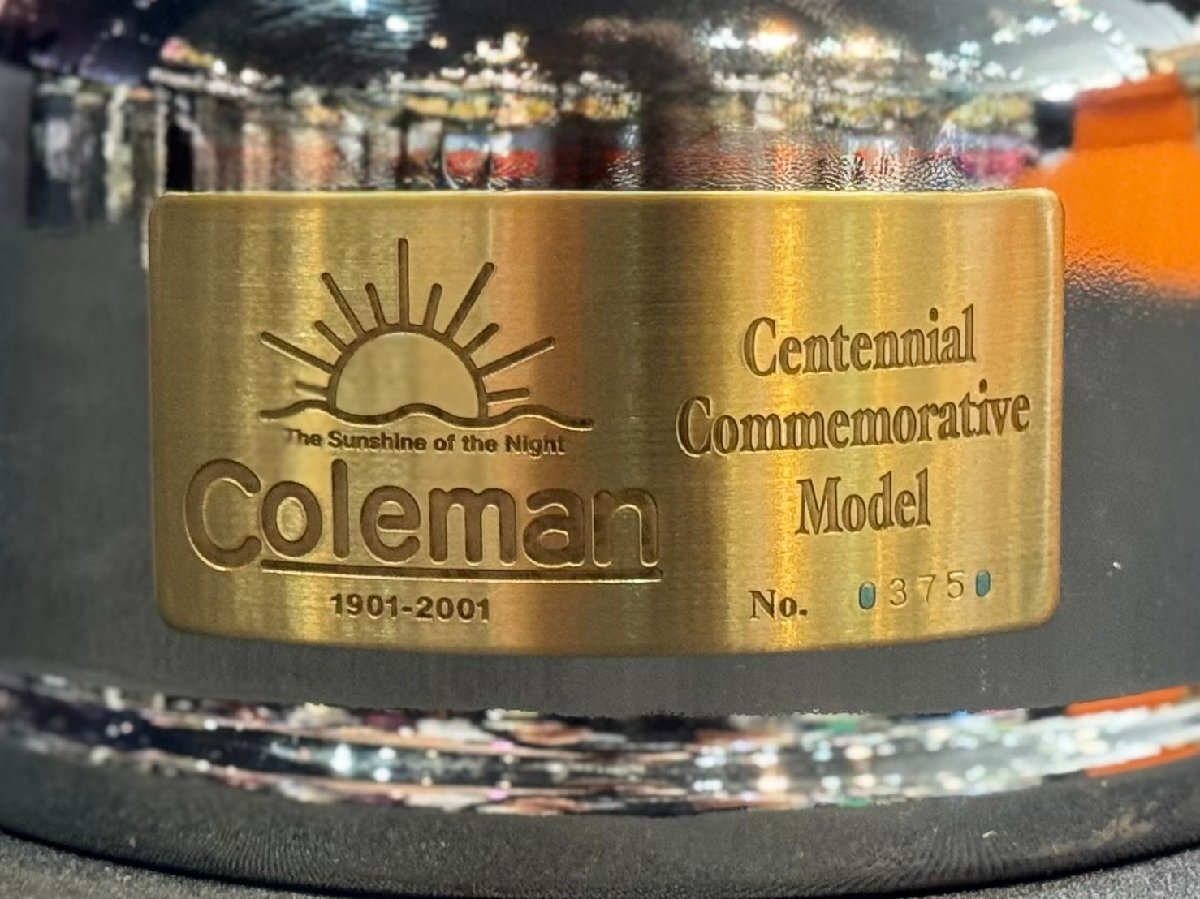 The Sunshine of the Night
Coleman
1901-2001
Centennial
Commemorative
Model
No. 03750